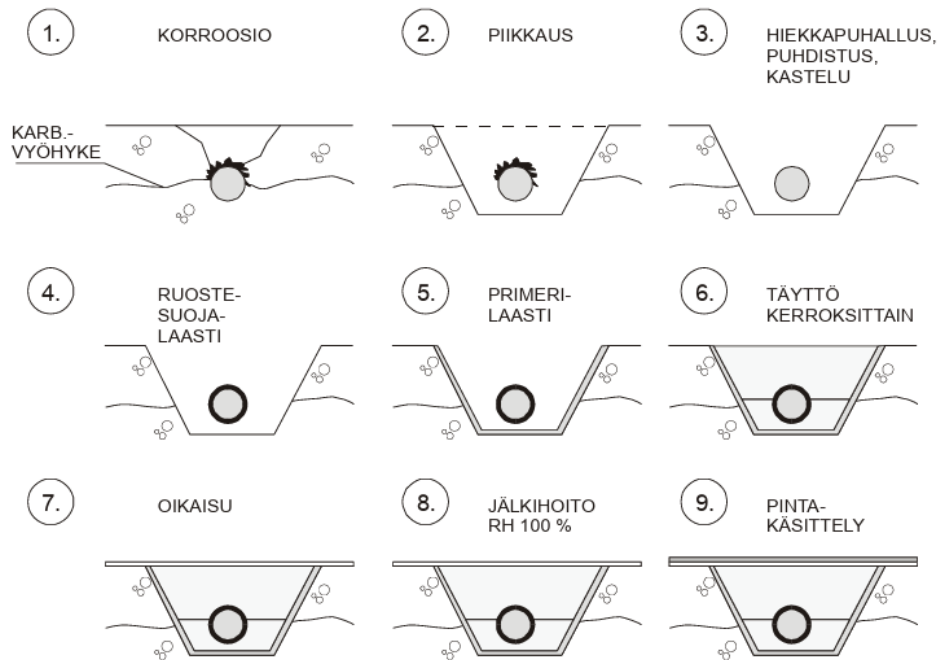 1.
KORROOSIO
KARB.-
VYÖHYKE
2.
PIIKKAUS
3.
HIEKKAPUHALLUS,
PUHDISTUS,
KASTELU
4.
RUOSTE-
SUOJA-
LAASTI
5.
PRIMERI-
LAASTI
6.
TÄYTTÖ
KERROKSITTAIN
7.
OIKAISU
8.
JÄLKIHOITO
RH 100 %
9.
PINTA-
KÄSITTELY